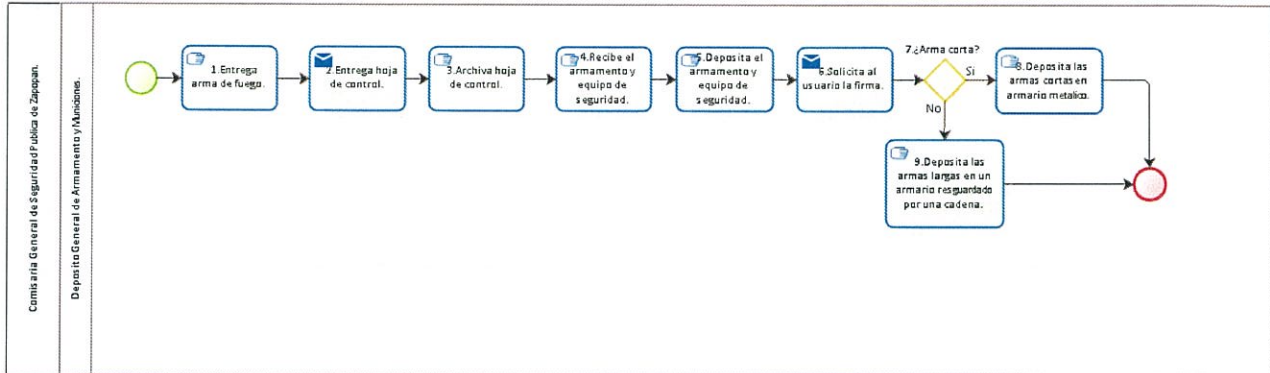 Comisaria General de Seguridad Publica de Zapopan.
Deposito General de Armamento y Municiones.
1.Entrega
arma de fuego.
2.Entrega hoja
de control.
3.Archiva hoja
de control.
4.Recibe el
armamento y
equipo de
seguridad.
5.Deposita el
armamento y
equipo de
seguridad.
6.Solicita al
usuario la firma.
7.¿Arma corta?
Si
No
8.Deposita las
armas cortas en
armario metalico.
9.Deposita las
armas largas en un
armario resguardado
por una cadena.